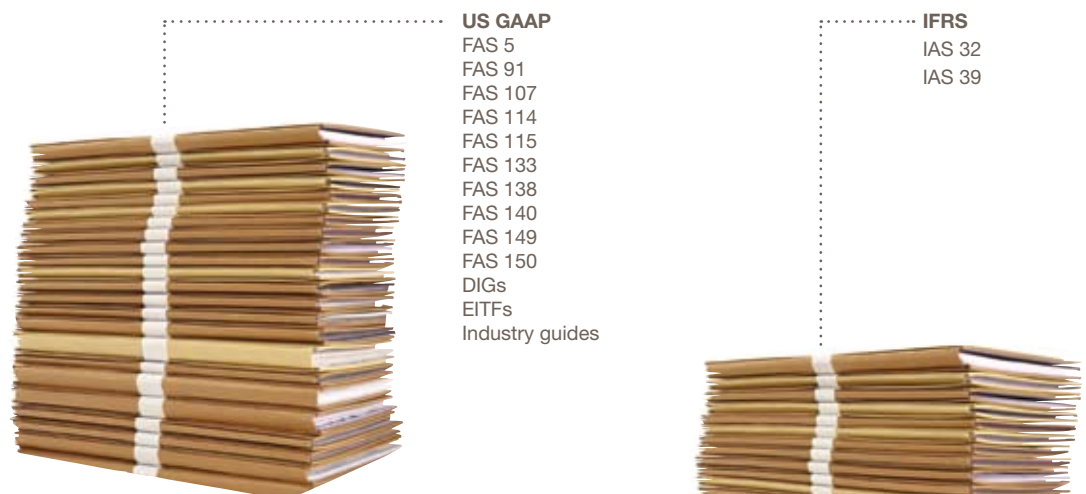 US GAAP
FAS 5
FAS 91
FAS 107
FAS 114
FAS 115
FAS 133
FAS 138
FAS 140
FAS 149
FAS 150
DIGs
EITFs
Industry guides
IFRS
IAS 32
IAS 39